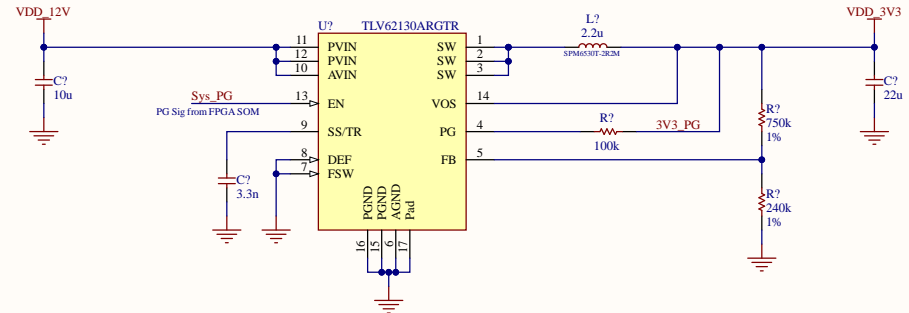 VDD_12V
VDD_3V3
U?
TLV62130ARGTR
L?
2.2u
SPM6530T-2R2M
11
PVIN
SW
1
12
PVIN
SW
2
10
AVIN
SW
3
C?
10u
C?
22u
Sys_PG
PG Sig from FPGA SOM
13
EN
VOS
14
R?
750k
1%
9
SS/TR
PG
4
R?
100k
3V3_PG
8
DEF
FB
5
7
FSW
C?
3.3n
R?
240k
1%
PGND
PGND
AGND
Pad
16
15
6
17